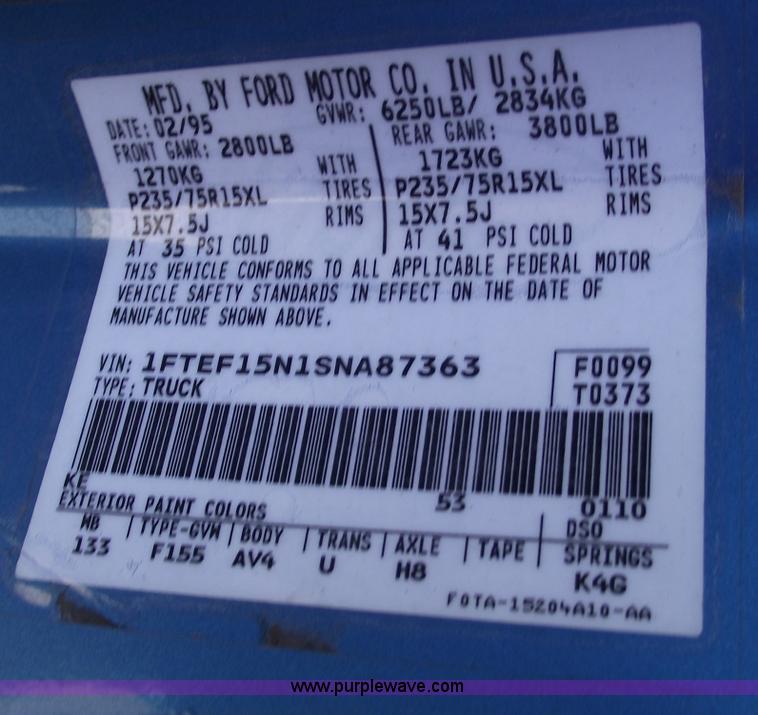 MFD. BY FORD MOTOR CO. IN U.S.A.
DATE: 02/95 GVWR: 6250LB/ 2834KG
FRONT GAWR: 2800LB REAR GAWR: 3800LB
1270KG WITH 1723KG WITH
P235/75R15XL TIRES P235/75R15XL TIRES
15X7.5J RIMS 15X7.5J RIMS
AT 35 PSI COLD AT 41 PSI COLD
THIS VEHICLE CONFORMS TO ALL APPLICABLE FEDERAL MOTOR
VEHICLE SAFETY STANDARDS IN EFFECT ON THE DATE OF
MANUFACTURE SHOWN ABOVE.
VIN: 1FTEF15N1SNA87363 F0099
TYPE: TRUCK T0373
KE 53 0110
EXTERIOR PAINT COLORS DSO
WB TYPE-GVW BODY TRANS AXLE TAPE SPRINGS
133 F155 AV4 U H8 K4G
F0TA-15204A10-AA
www.purplewave.com